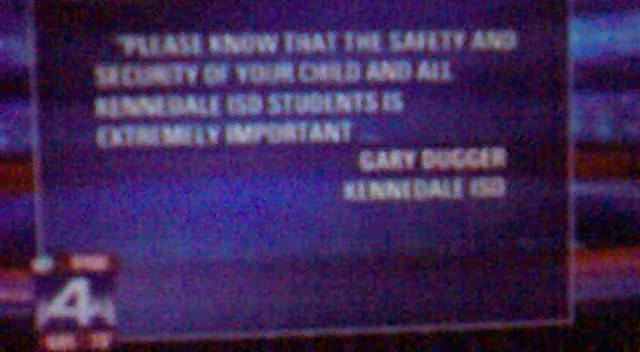 "PLEASE KNOW THAT THE SAFETY AND
SECURITY OF YOUR CHILD AND ALL
KENNEDALE ISD STUDENTS IS
EXTREMELY IMPORTANT
GARY DUGGER
KENNEDALE ISD
4